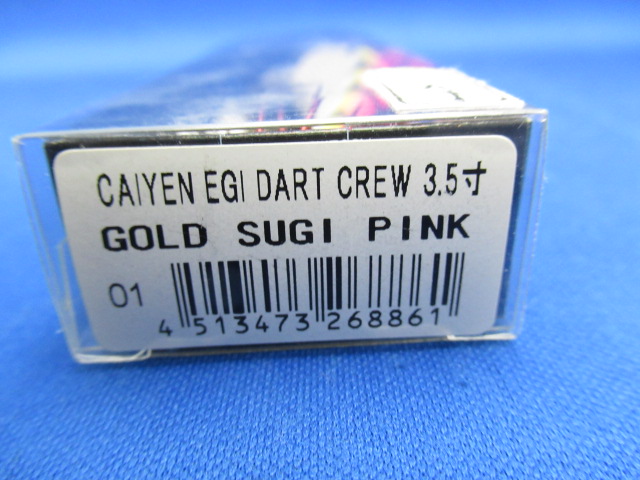 CAIYEN EGI DART CREW 3.5寸
GOLD SUGI PINK
01
4 513473 268861